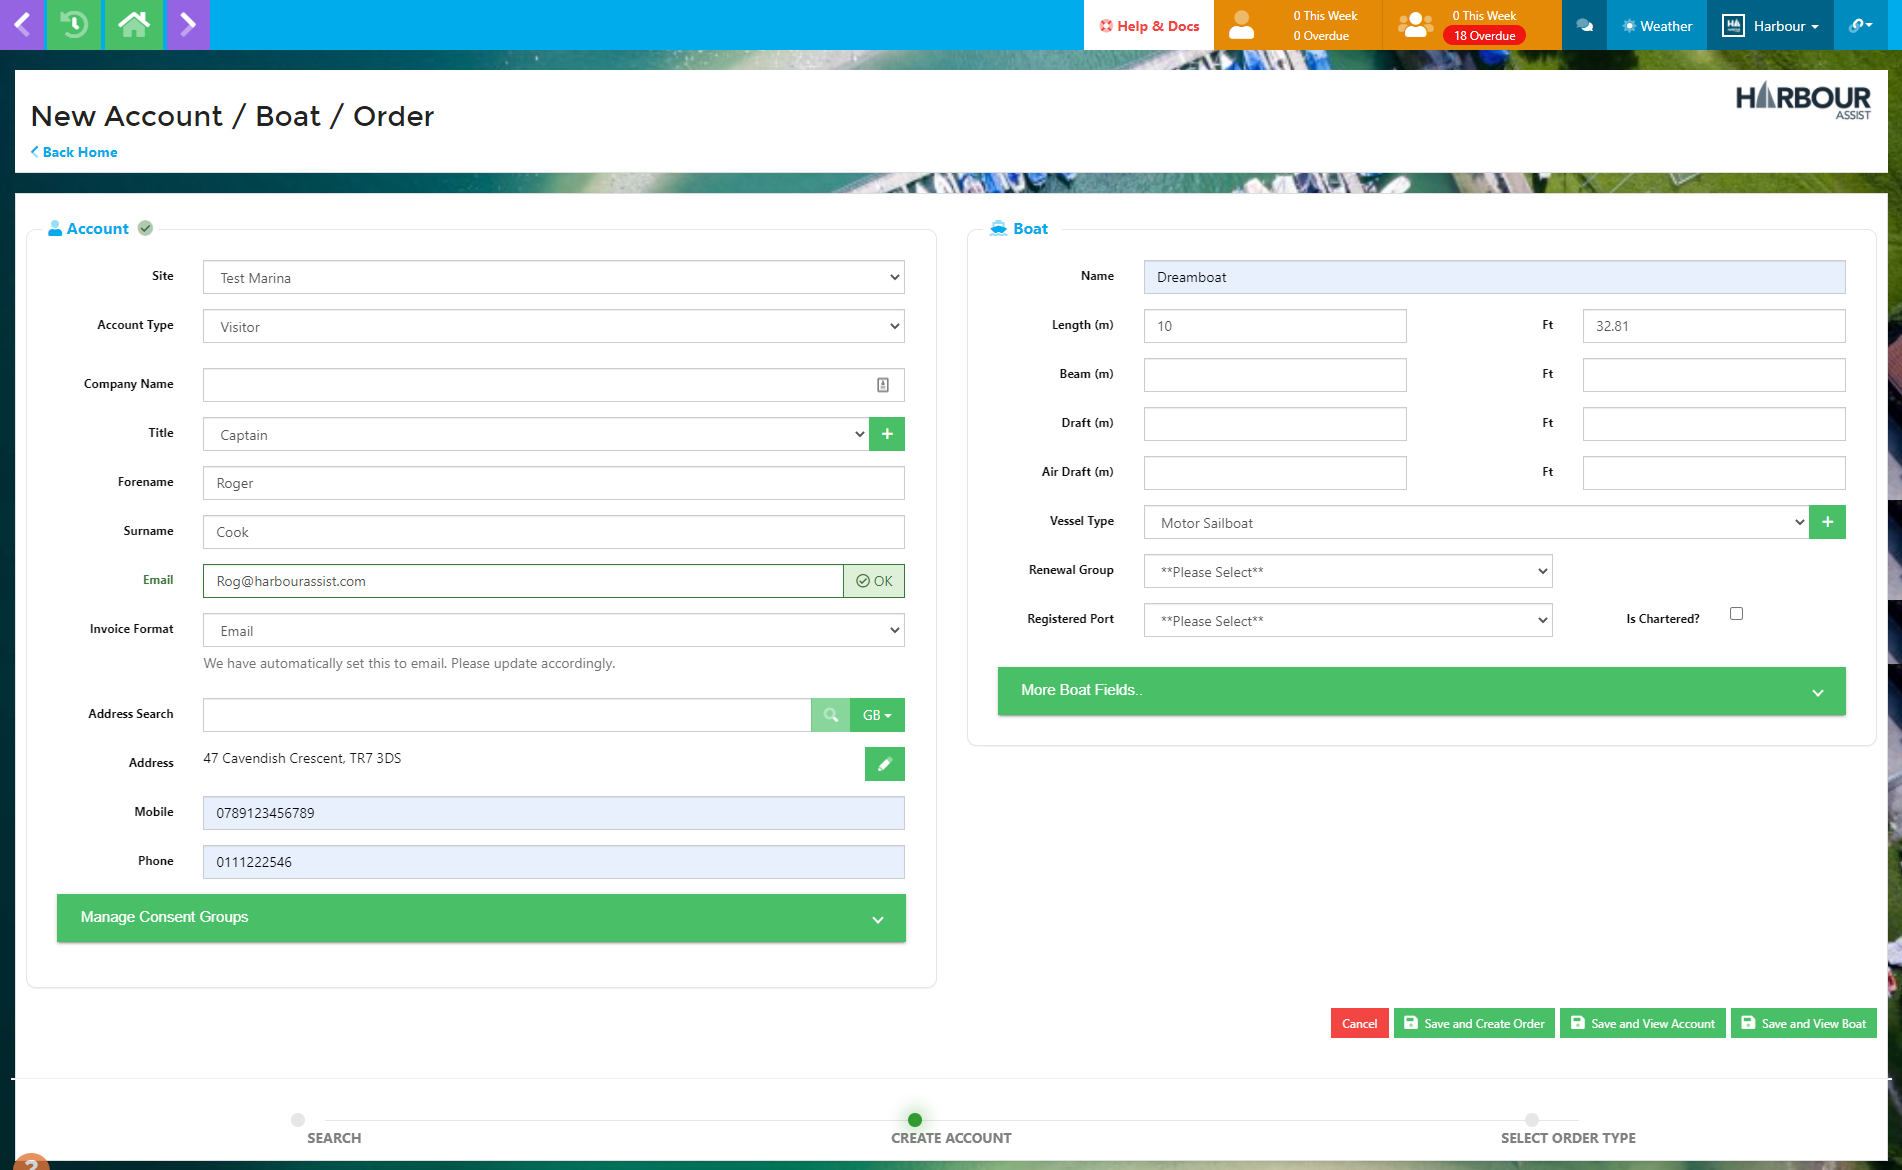 Help & Docs
0 This Week
0 Overdue
0 This Week
18 Overdue
Weather
Harbour
New Account / Boat / Order
HARBOUR
ASSIST
Back Home
Account
Site
Test Marina
Account Type
Visitor
Company Name
Title
Captain
+
Forename
Roger
Surname
Cook
Email
Rog@harbourassist.com
OK
Invoice Format
Email
We have automatically set this to email. Please update accordingly.
Address Search
GB
Address
47 Cavendish Crescent, TR7 3DS
Mobile
0789123456789
Phone
0111222546
Manage Consent Groups
Boat
Name
Dreamboat
Length (m)
10
Ft
32.81
Beam (m)
Ft
Draft (m)
Ft
Air Draft (m)
Ft
Vessel Type
Motor Sailboat
+
Renewal Group
**Please Select**
Registered Port
**Please Select**
Is Chartered?
More Boat Fields..
Cancel
Save and Create Order
Save and View Account
Save and View Boat
SEARCH
CREATE ACCOUNT
SELECT ORDER TYPE
?